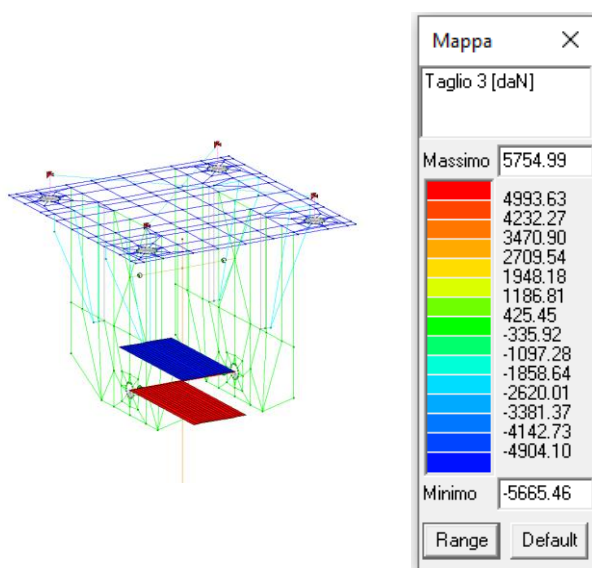 Mappa
Taglio 3 [daN]
Massimo 5754.99
4993.63
4232.27
3470.90
2709.54
1948.18
1186.81
425.45
-335.92
-1097.28
-1858.64
-2620.01
-3381.37
-4142.73
-4904.10
Minimo -5665.46
Range Default